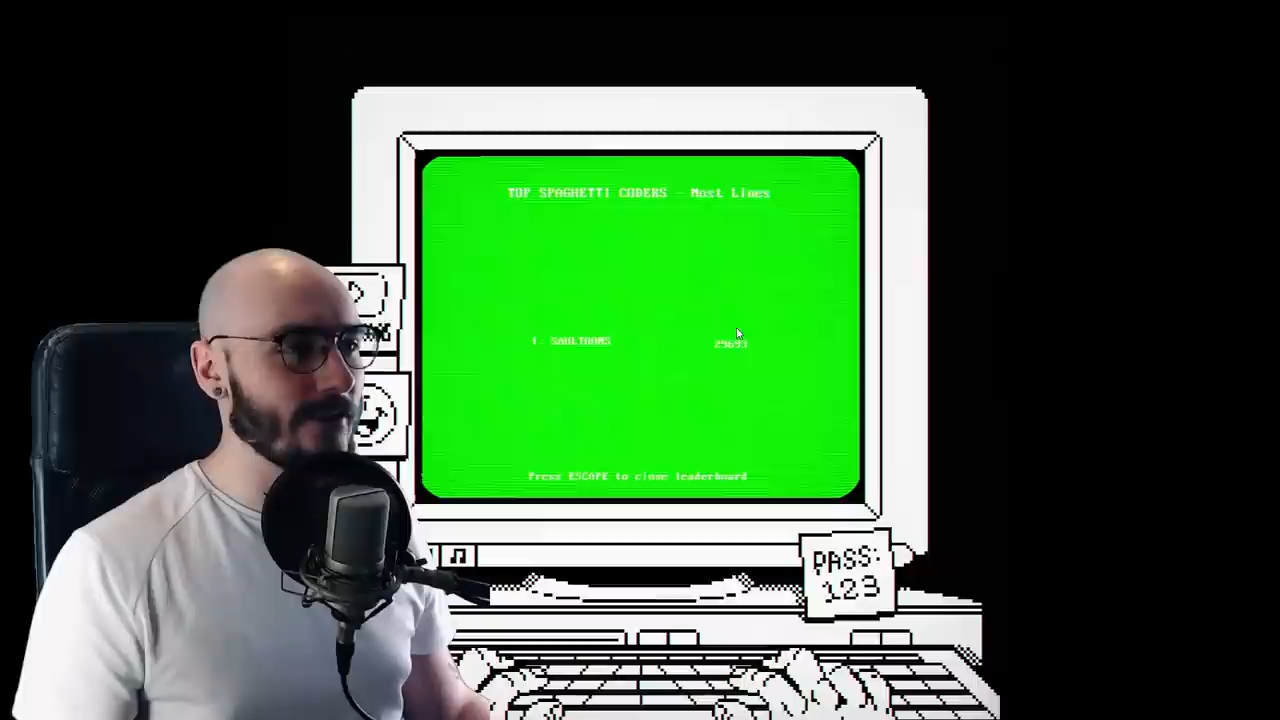 TOP SPAGHETTI CODERS - Most Lines
1. SAULTOONS
Press ESCAPE to close leaderboard
PASS:
123